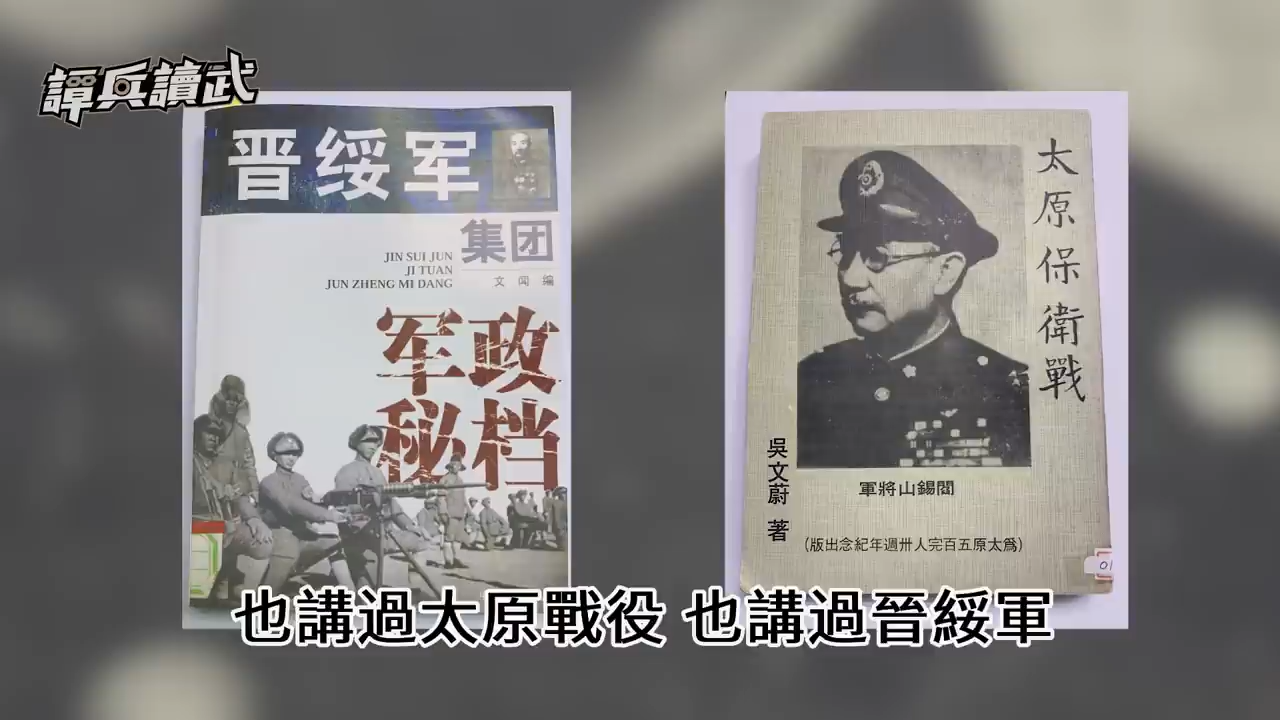 譚兵讀武
晋绥军
集团
JIN SUI JUN
JI TUAN
JUN ZHENG MI DANG
文闻编
军政
秘档
太原保衛戰
吳文蔚 著
軍將山錫閻
(版出念紀年週卅人完百五原太爲)
01
也講過太原戰役 也講過晉綏軍